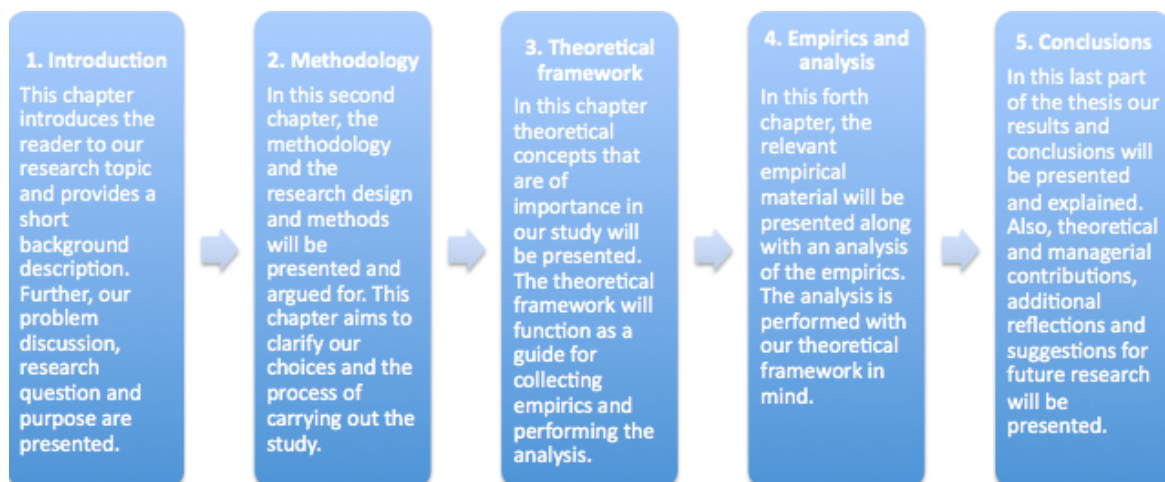 1. Introduction
This chapter
introduces the
reader to our
research topic
and provides a
short
background
description.
Further, our
problem
discussion,
research
question and
purpose are
presented.
2. Methodology
In this second
chapter, the
methodology
and the
research design
and methods
will be
presented and
argued for. This
chapter aims to
clarify our
choices and the
process of
carrying out the
study.
3. Theoretical
framework
In this chapter
theoretical
concepts that
are of
importance in
our study will
be presented.
The theoretical
framework will
function as a
guide for
collecting
empirics and
performing the
analysis.
4. Empirics and
analysis
In this forth
chapter, the
relevant
empirical
material will be
presented along
with an analysis
of the empirics.
The analysis is
performed with
our theoretical
framework in
mind.
5. Conclusions
In this last part
of the thesis our
results and
conclusions will
be presented
and explained.
Also, theoretical
and managerial
contributions,
additional
reflections and
suggestions for
future research
will be
presented.